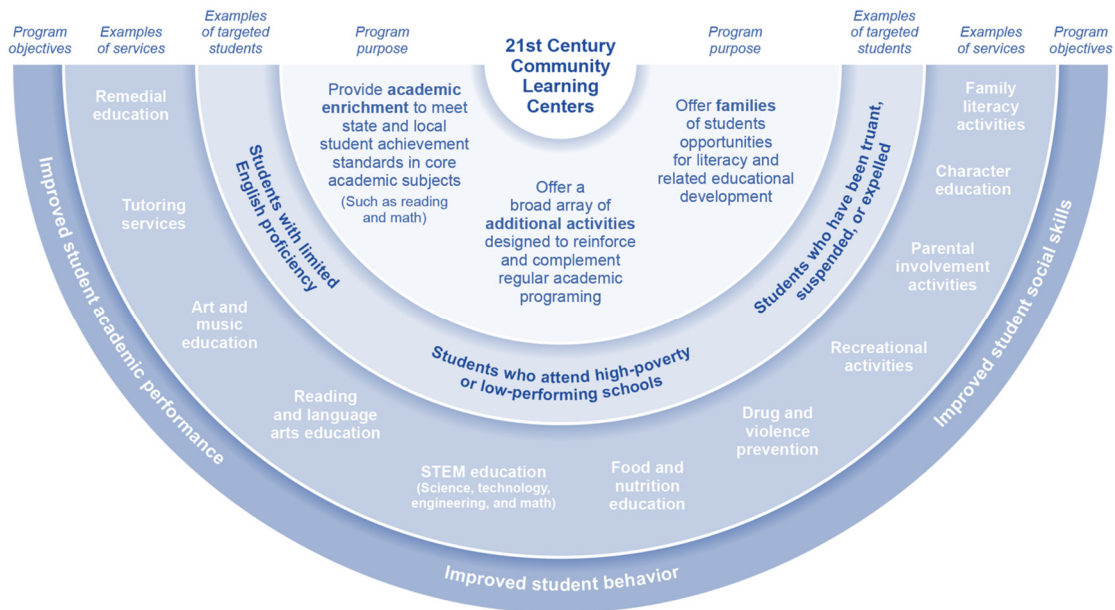 Program
objectives
Examples
of services
Examples
of targeted
students
Program
purpose
21st Century
Community
Learning
Centers
Program
purpose
Examples
of targeted
students
Examples
of services
Program
objectives
Provide academic
enrichment to meet
state and local
student achievement
standards in core
academic subjects
(Such as reading
and math)
Offer a
broad array of
additional activities
designed to reinforce
and complement
regular academic
programing
Offer families
of students
opportunities
for literacy and
related educational
development
Students with limited
English proficiency
Students who attend high-poverty
or low-performing schools
Students who have been truant,
suspended, or expelled
Remedial
education
Tutoring
services
Art and
music
education
Reading
and language
arts education
STEM education
(Science, technology,
engineering, and math)
Food and
nutrition
education
Drug and
violence
prevention
Recreational
activities
Parental
involvement
activities
Character
education
Family
literacy
activities
Improved student academic performance
Improved student behavior
Improved student social skills